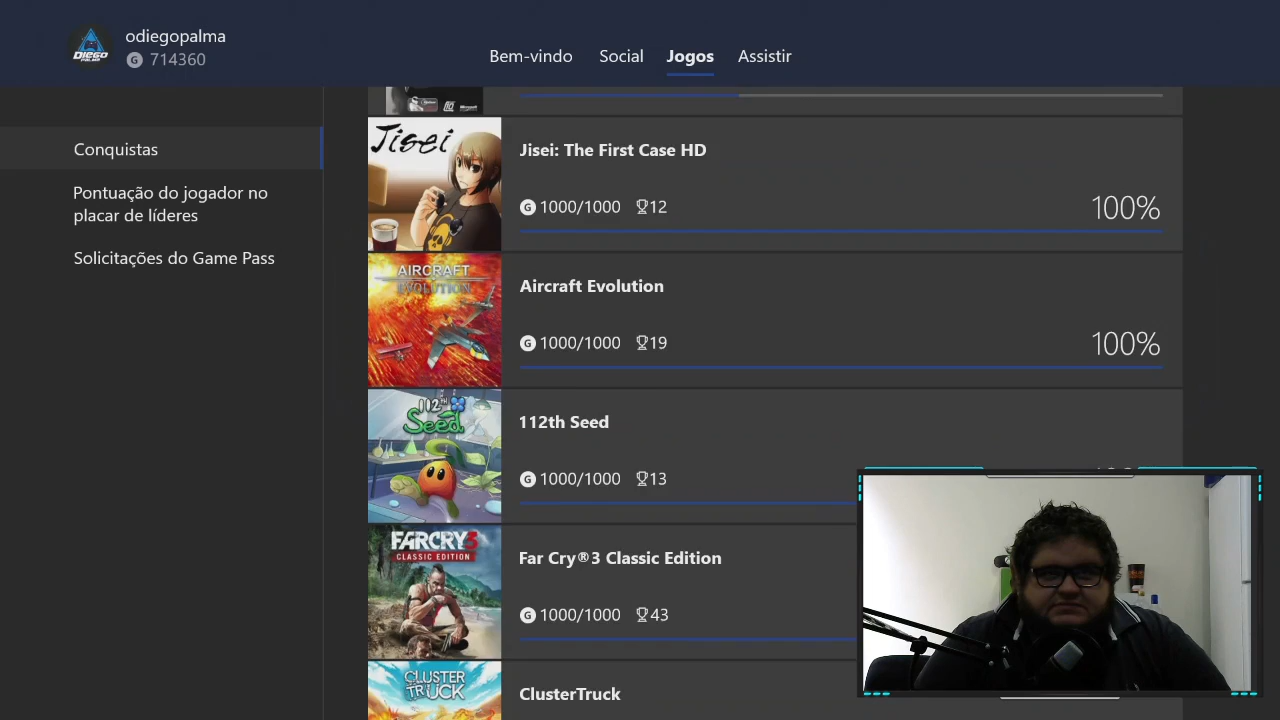 odiegopalma
G 714360
DIEGO
PALMA
Bem-vindo Social Jogos Assistir
Conquistas
Pontuação do jogador no
placar de líderes
Solicitações do Game Pass
Jisei
Jisei: The First Case HD
G 1000/1000 12
100%
AIRCRAFT
EVOLUTION
Aircraft Evolution
G 1000/1000 19
100%
112th
Seed
112th Seed
G 1000/1000 13
FARCRY3
CLASSIC EDITION
Far Cry®3 Classic Edition
G 1000/1000 43
CLUSTER
TRUCK
ClusterTruck